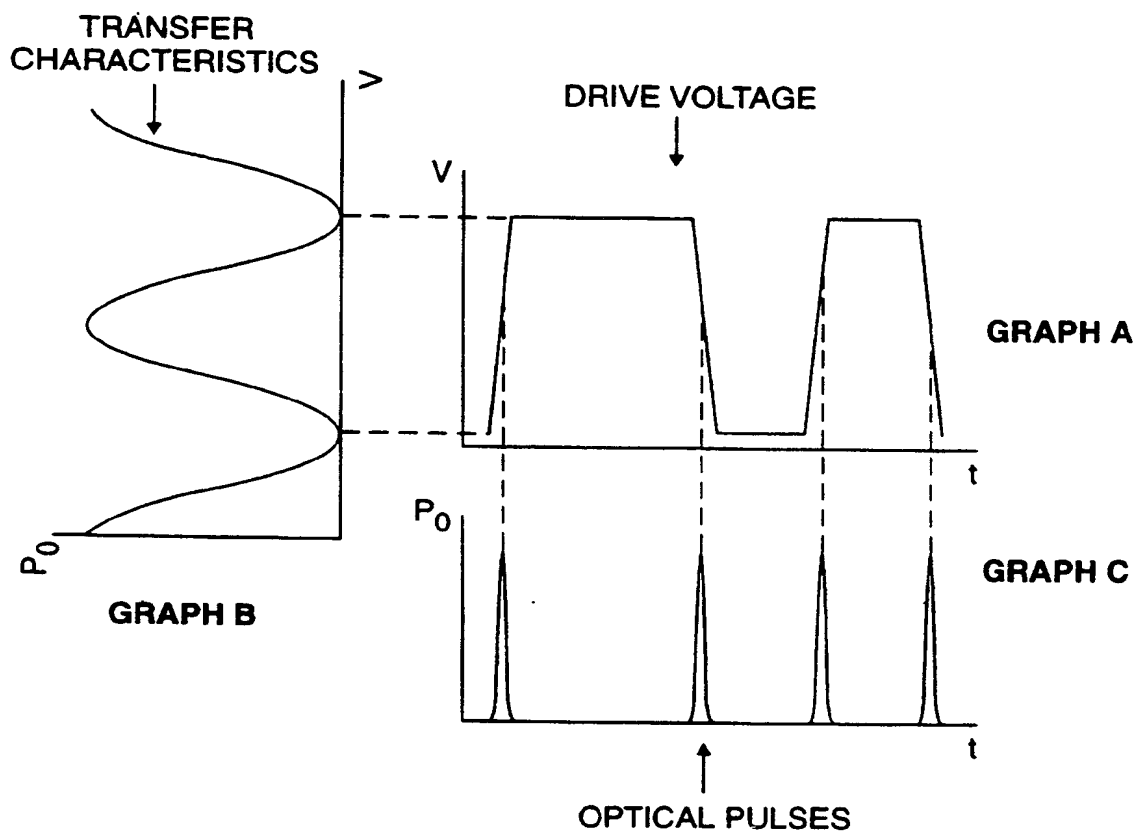 TRANSFER
CHARACTERISTICS
V
DRIVE VOLTAGE
V
GRAPH A
t
P0
GRAPH B
P0
GRAPH C
t
OPTICAL PULSES